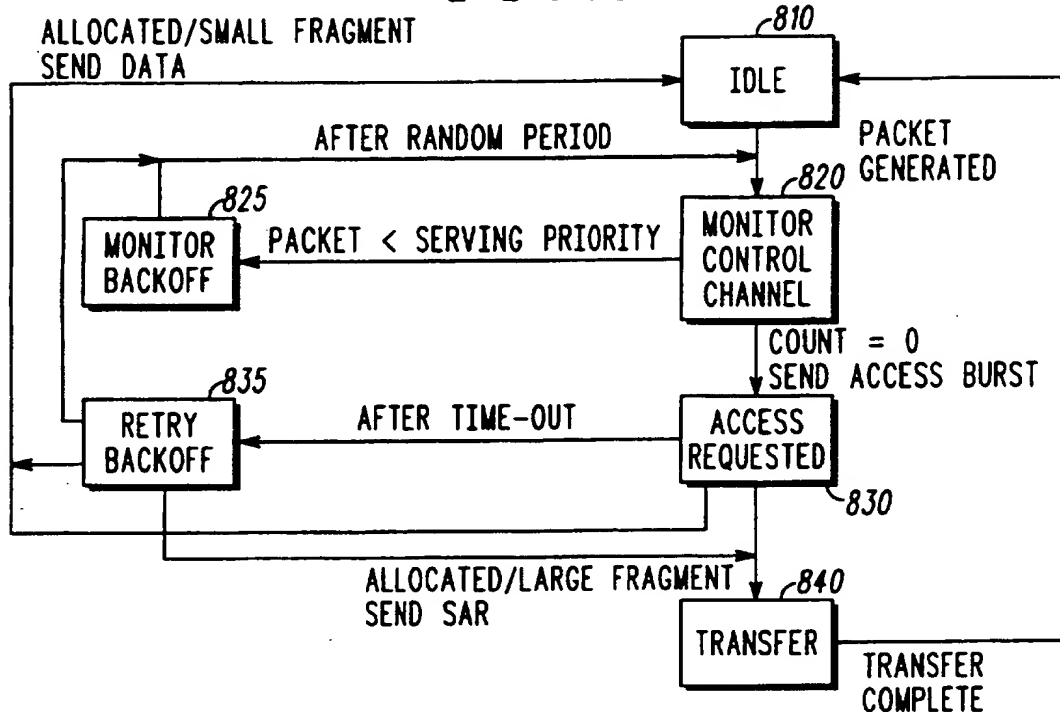 ALLOCATED/SMALL FRAGMENT
SEND DATA
810
IDLE
AFTER RANDOM PERIOD
PACKET
GENERATED
820
825
MONITOR
BACKOFF
PACKET < SERVING PRIORITY
MONITOR
CONTROL
CHANNEL
COUNT = 0
SEND ACCESS BURST
835
RETRY
BACKOFF
AFTER TIME-OUT
ACCESS
REQUESTED
830
ALLOCATED/LARGE FRAGMENT
SEND SAR
840
TRANSFER
TRANSFER
COMPLETE